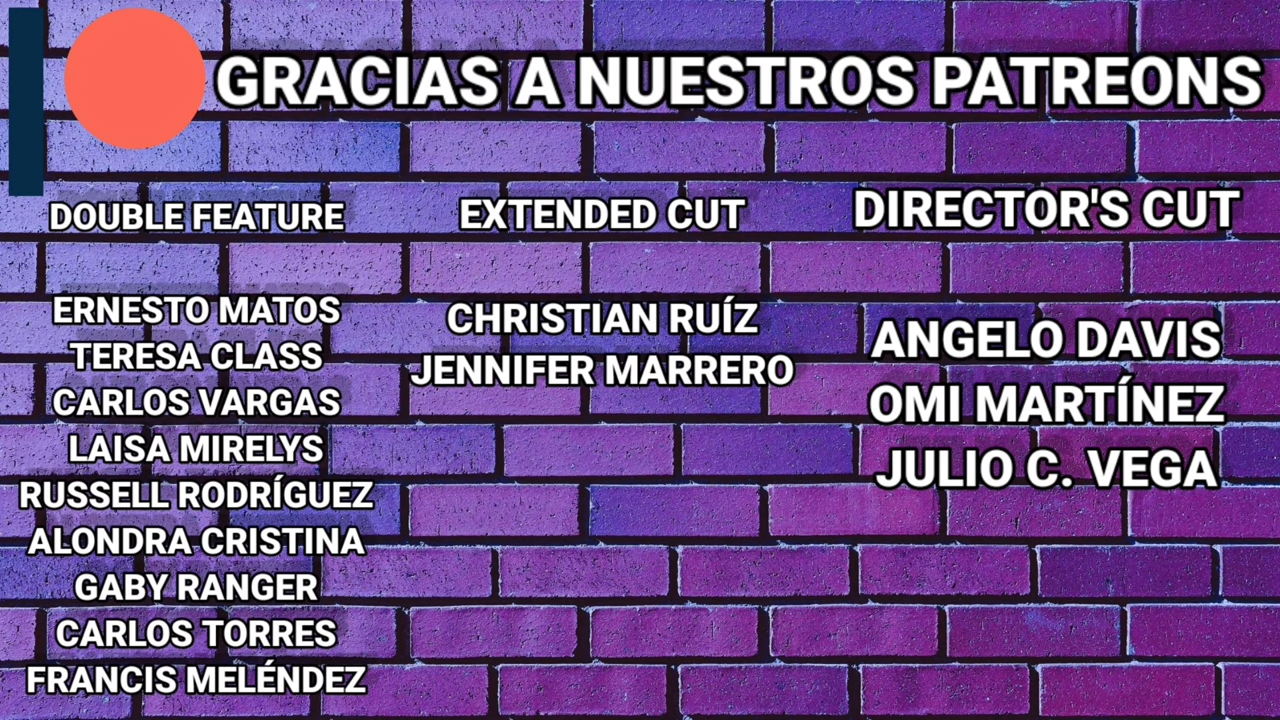 GRACIAS A NUESTROS PATREONS
DOUBLE FEATURE
ERNESTO MATOS
TERESA CLASS
CARLOS VARGAS
LAISA MIRELYS
RUSSELL RODRÍGUEZ
ALONDRA CRISTINA
GABY RANGER
CARLOS TORRES
FRANCIS MELÉNDEZ
EXTENDED CUT
CHRISTIAN RUÍZ
JENNIFER MARRERO
DIRECTOR'S CUT
ANGELO DAVIS
OMI MARTÍNEZ
JULIO C. VEGA